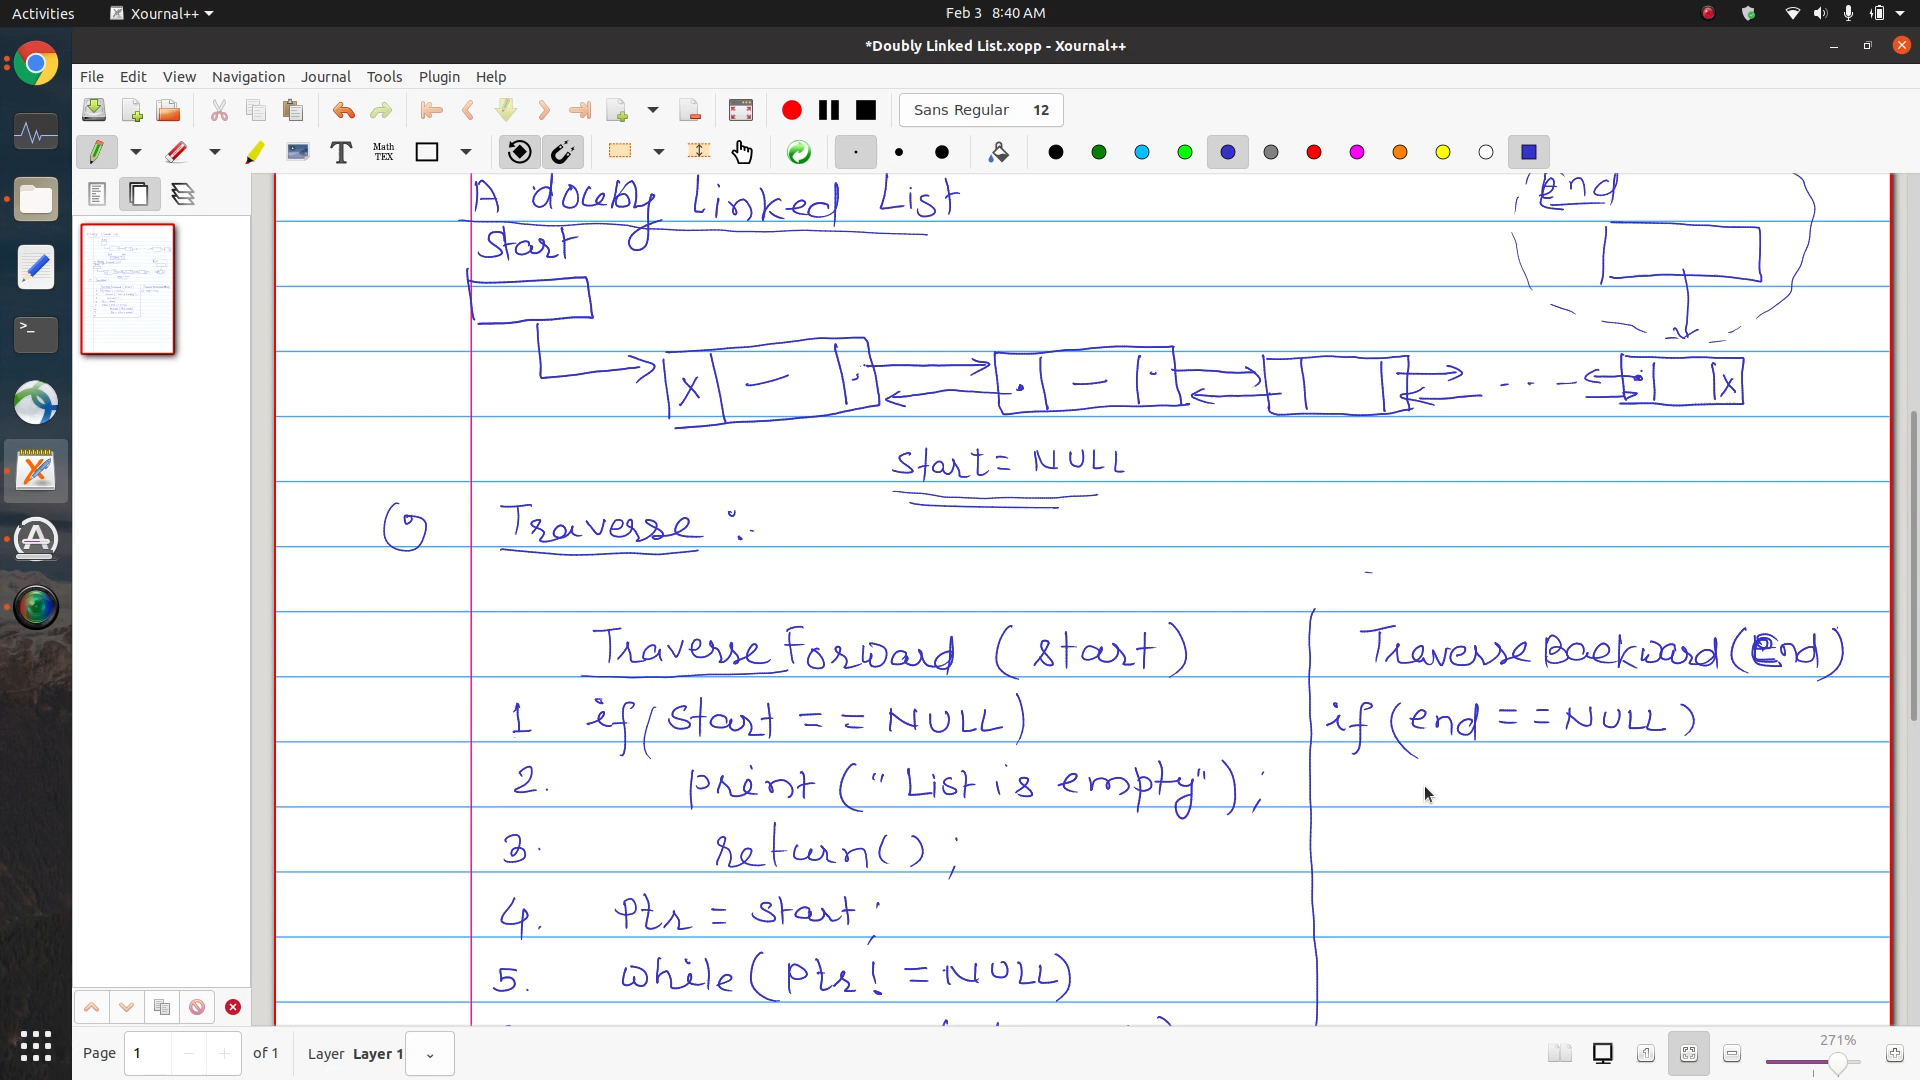 Activities Xournal++ Feb 3 8:40 AM
*Doubly Linked List.xopp - Xournal++
File Edit View Navigation Journal Tools Plugin Help
Sans Regular 12
T Math TEX
A doubly linked List
end
Start
X X
Start = NULL
Traverse :
Traverse Forward (start) Traverse Backward (End)
1 if (start == NULL) if (end == NULL)
2. print ("List is empty");
3. return();
4. Ptr = start;
5. while (Ptr != NULL)
Page 1 of 1 Layer Layer 1 271%